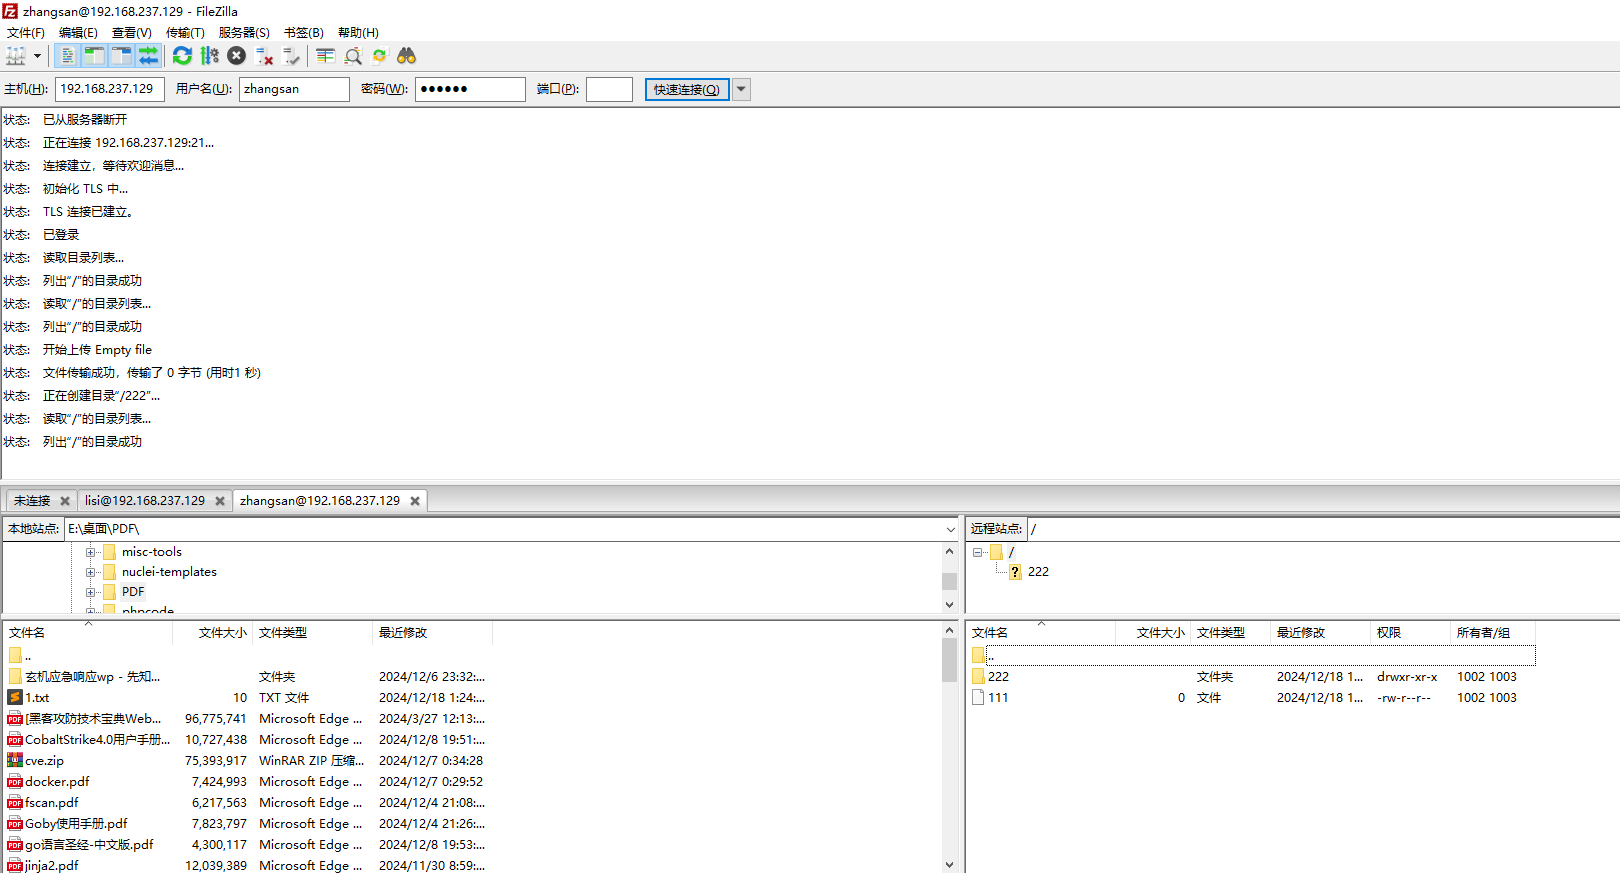 zhangsan@192.168.237.129 - FileZilla
文件(F) 编辑(E) 查看(V) 传输(T) 服务器(S) 书签(B) 帮助(H)
主机(H): 192.168.237.129 用户名(U): zhangsan 密码(W): ●●●●●● 端口(P): 快速连接(Q)
状态: 已从服务器断开
状态: 正在连接 192.168.237.129:21...
状态: 连接建立，等待欢迎消息...
状态: 初始化 TLS 中...
状态: TLS 连接已建立。
状态: 已登录
状态: 读取目录列表...
状态: 列出"/"的目录成功
状态: 读取"/"的目录列表...
状态: 列出"/"的目录成功
状态: 开始上传 Empty file
状态: 文件传输成功，传输了 0 字节 (用时1 秒)
状态: 正在创建目录"/222"...
状态: 读取"/"的目录列表...
状态: 列出"/"的目录成功
未连接 lisi@192.168.237.129 zhangsan@192.168.237.129
本地站点: E:\桌面\PDF\
misc-tools
nuclei-templates
PDF
phpcode
远程站点: /
/
222
文件名 文件大小 文件类型 最近修改
..
玄机应急响应wp - 先知... 文件夹 2024/12/6 23:32:...
1.txt 10 TXT 文件 2024/12/18 1:24:...
[黑客攻防技术宝典Web... 96,775,741 Microsoft Edge ... 2024/3/27 12:13:...
CobaltStrike4.0用户手册... 10,727,438 Microsoft Edge ... 2024/12/8 19:51:...
cve.zip 75,393,917 WinRAR ZIP 压缩... 2024/12/7 0:34:28
docker.pdf 7,424,993 Microsoft Edge ... 2024/12/7 0:29:52
fscan.pdf 6,217,563 Microsoft Edge ... 2024/12/4 21:08:...
Goby使用手册.pdf 7,823,797 Microsoft Edge ... 2024/12/4 21:26:...
go语言圣经-中文版.pdf 4,300,117 Microsoft Edge ... 2024/12/8 19:53:...
jinja2.pdf 12,039,389 Microsoft Edge ... 2024/11/30 8:59:...
文件名 文件大小 文件类型 最近修改 权限 所有者/组
..
222 文件夹 2024/12/18 1... drwxr-xr-x 1002 1003
111 0 文件 2024/12/18 1... -rw-r--r-- 1002 1003